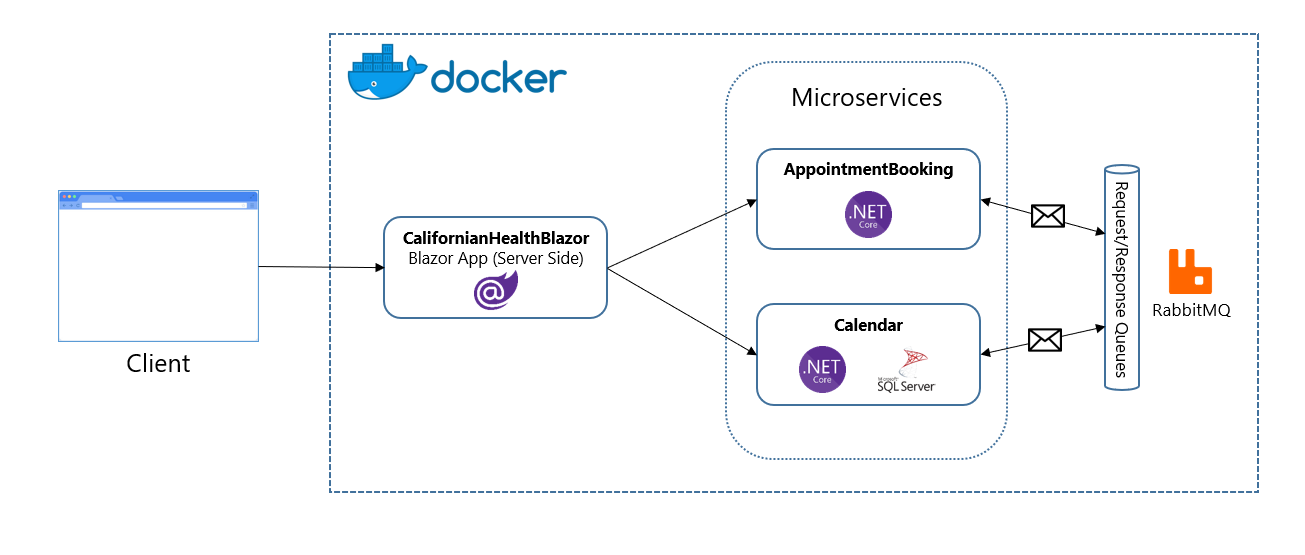 docker
Microservices
AppointmentBooking
.NET
Core
CalifornianHealthBlazor
Blazor App (Server Side)
@
Client
Calendar
.NET
Core
Microsoft
SQL Server
Request/Response Queues
RabbitMQ